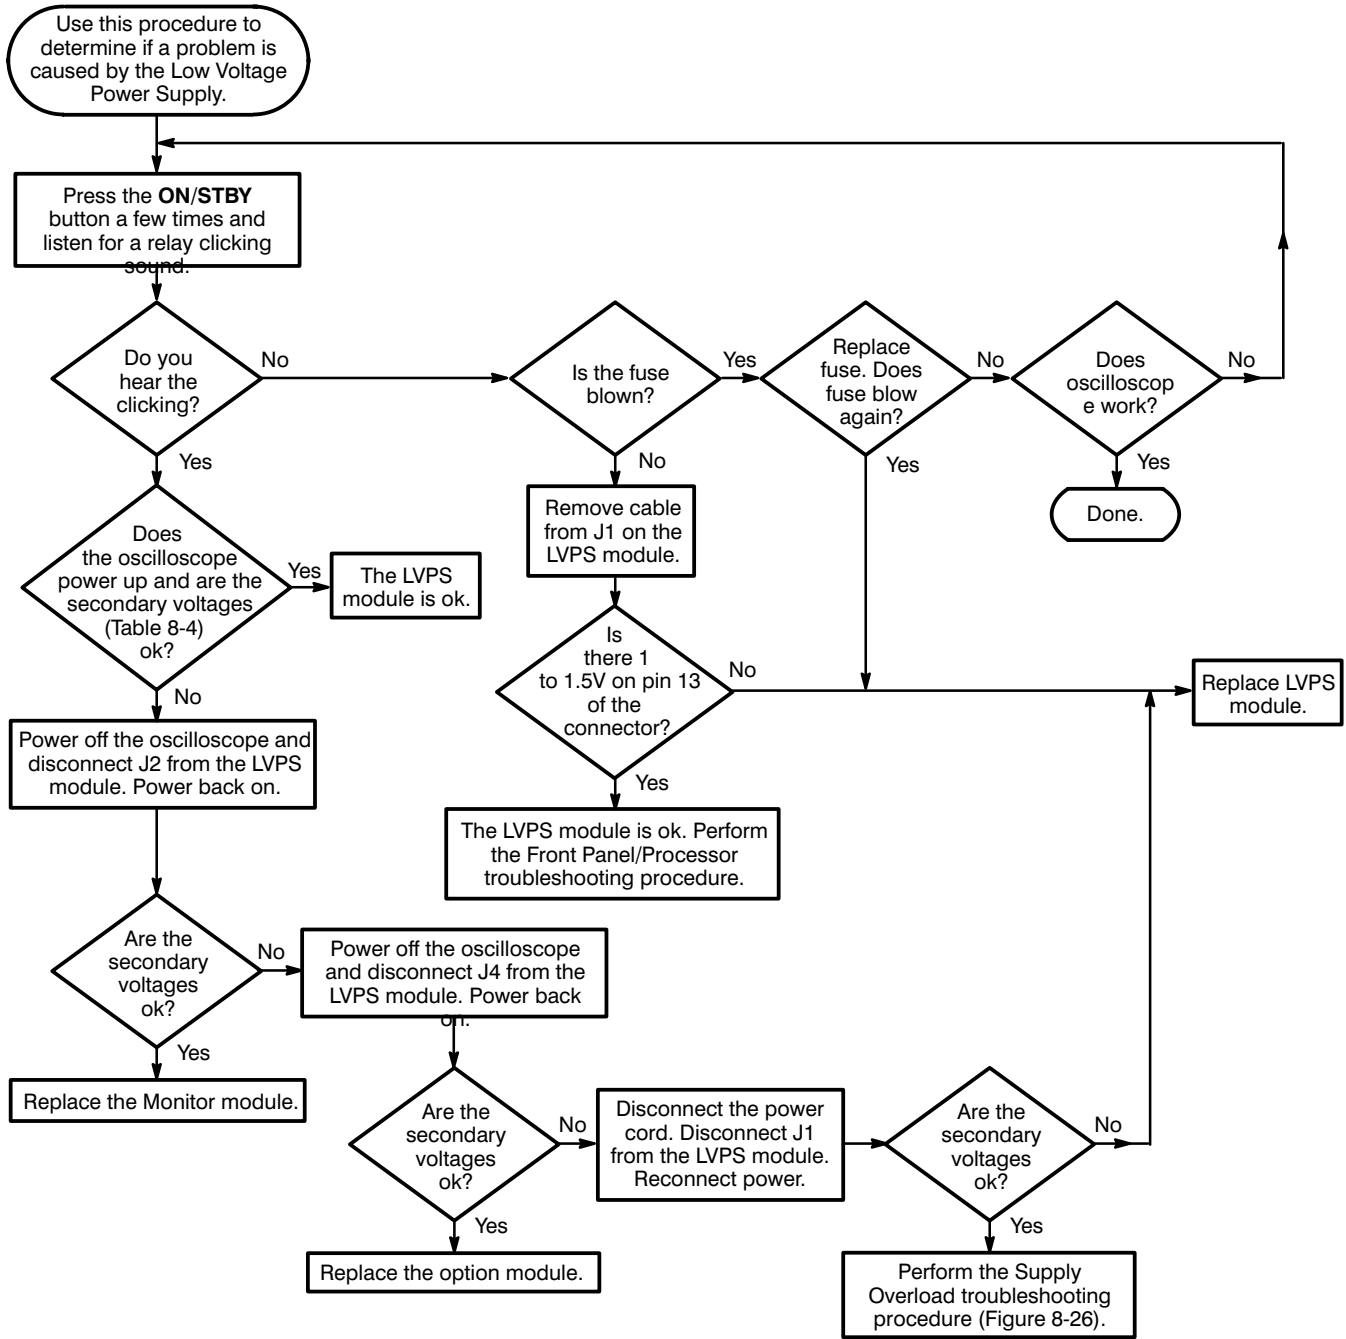 Use this procedure to
determine if a problem is
caused by the Low Voltage
Power Supply.
Press the ON/STBY
button a few times and
listen for a relay clicking
sound.
Do you
hear the
clicking?
No
Yes
Is the fuse
blown?
Yes
No
Replace
fuse. Does
fuse blow
again?
No
Yes
Does
oscilloscop
e work?
No
Yes
Done.
Remove cable
from J1 on the
LVPS module.
Does
the oscilloscope
power up and are the
secondary voltages
(Table 8-4)
ok?
Yes
No
The LVPS
module is ok.
Is
there 1
to 1.5V on pin 13
of the
connector?
No
Yes
Replace LVPS
module.
Power off the oscilloscope and
disconnect J2 from the LVPS
module. Power back on.
The LVPS module is ok. Perform
the Front Panel/Processor
troubleshooting procedure.
Are the
secondary
voltages
ok?
No
Yes
Power off the oscilloscope
and disconnect J4 from the
LVPS module. Power back
on.
Replace the Monitor module.
Are the
secondary
voltages
ok?
No
Yes
Disconnect the power
cord. Disconnect J1
from the LVPS module.
Reconnect power.
Are the
secondary
voltages
ok?
No
Yes
Replace the option module.
Perform the Supply
Overload troubleshooting
procedure (Figure 8-26).